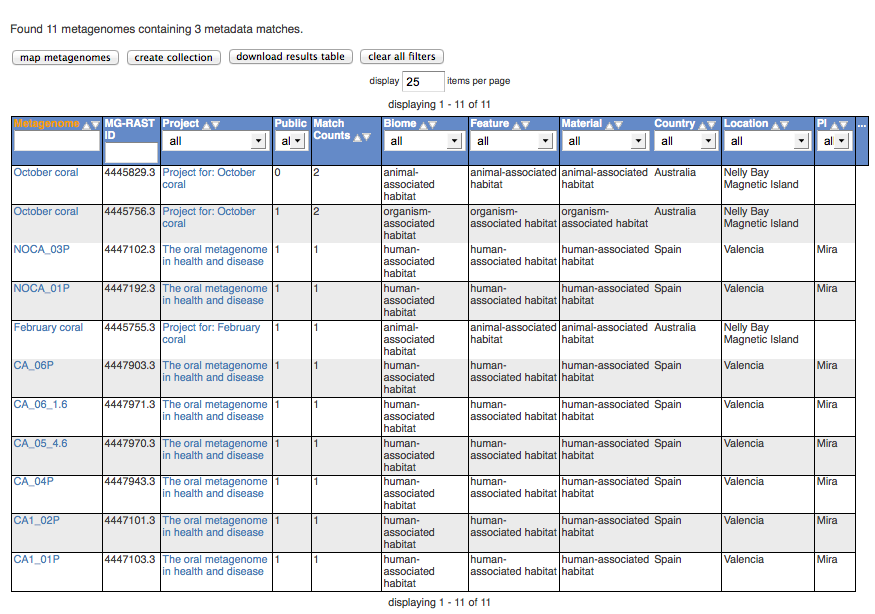 Found 11 metagenomes containing 3 metadata matches.
map metagenomes create collection download results table clear all filters
display 25 items per page
displaying 1 - 11 of 11
Metagenome MG-RAST ID Project Public Match Counts Biome Feature Material Country Location PI ...
all al all all all all all al
October coral 4445829.3 Project for: October coral 0 2 animal-associated habitat animal-associated habitat animal-associated habitat Australia Nelly Bay Magnetic Island
October coral 4445756.3 Project for: October coral 1 2 organism-associated habitat organism-associated habitat organism-associated habitat Australia Nelly Bay Magnetic Island
NOCA_03P 4447102.3 The oral metagenome in health and disease 1 1 human-associated habitat human-associated habitat human-associated habitat Spain Valencia Mira
NOCA_01P 4447192.3 The oral metagenome in health and disease 1 1 human-associated habitat human-associated habitat human-associated habitat Spain Valencia Mira
February coral 4445755.3 Project for: February coral 1 1 animal-associated habitat animal-associated habitat animal-associated habitat Australia Nelly Bay Magnetic Island
CA_06P 4447903.3 The oral metagenome in health and disease 1 1 human-associated habitat human-associated habitat human-associated habitat Spain Valencia Mira
CA_06_1.6 4447971.3 The oral metagenome in health and disease 1 1 human-associated habitat human-associated habitat human-associated habitat Spain Valencia Mira
CA_05_4.6 4447970.3 The oral metagenome in health and disease 1 1 human-associated habitat human-associated habitat human-associated habitat Spain Valencia Mira
CA_04P 4447943.3 The oral metagenome in health and disease 1 1 human-associated habitat human-associated habitat human-associated habitat Spain Valencia Mira
CA1_02P 4447101.3 The oral metagenome in health and disease 1 1 human-associated habitat human-associated habitat human-associated habitat Spain Valencia Mira
CA1_01P 4447103.3 The oral metagenome in health and disease 1 1 human-associated habitat human-associated habitat human-associated habitat Spain Valencia Mira
displaying 1 - 11 of 11